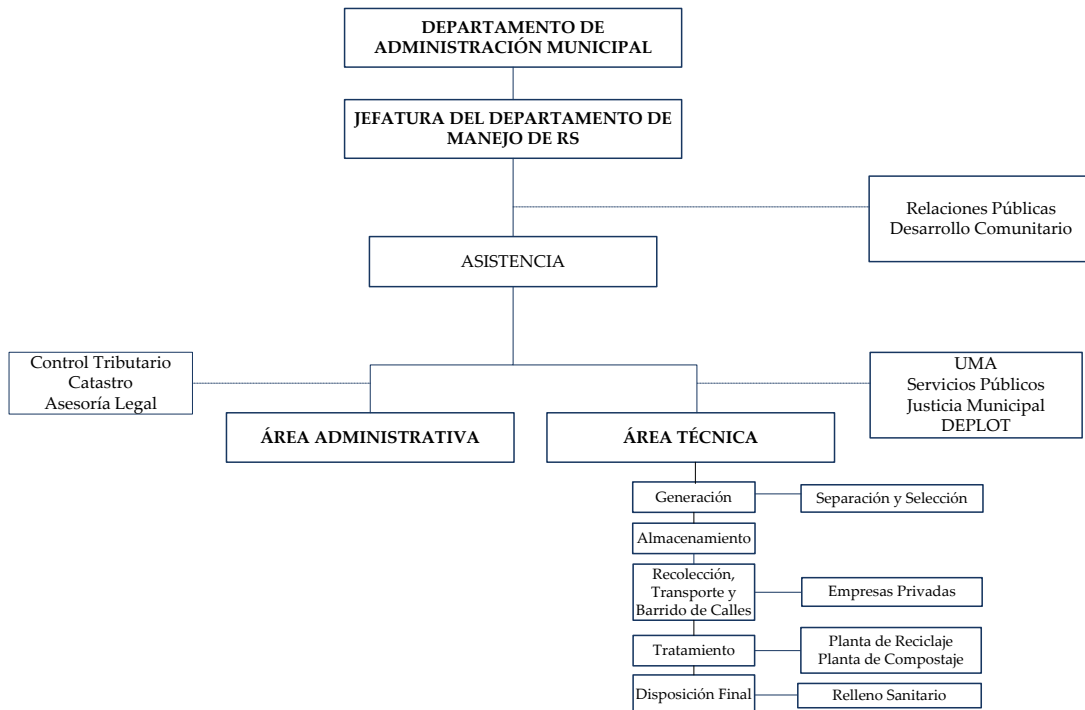 DEPARTAMENTO DE
ADMINISTRACIÓN MUNICIPAL
JEFATURA DEL DEPARTAMENTO DE
MANEJO DE RS
Relaciones Públicas
Desarrollo Comunitario
ASISTENCIA
Control Tributario
Catastro
Asesoría Legal
UMA
Servicios Públicos
Justicia Municipal
DEPLOT
ÁREA ADMINISTRATIVA
ÁREA TÉCNICA
Generación
Separación y Selección
Almacenamiento
Recolección,
Transporte y
Barrido de Calles
Empresas Privadas
Tratamiento
Planta de Reciclaje
Planta de Compostaje
Disposición Final
Relleno Sanitario